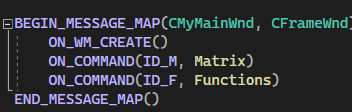 BEGIN_MESSAGE_MAP(CMyMainWnd, CFrameWnd)
ON_WM_CREATE()
ON_COMMAND(ID_M, Matrix)
ON_COMMAND(ID_F, Functions)
END_MESSAGE_MAP()